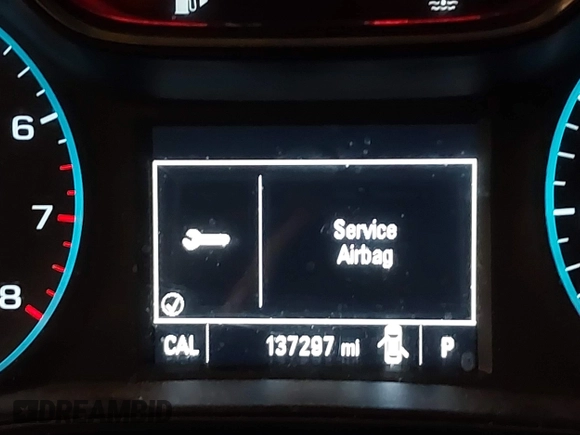 6
7
8
Service
Airbag
CAL 137297 mi P
DREAMBID